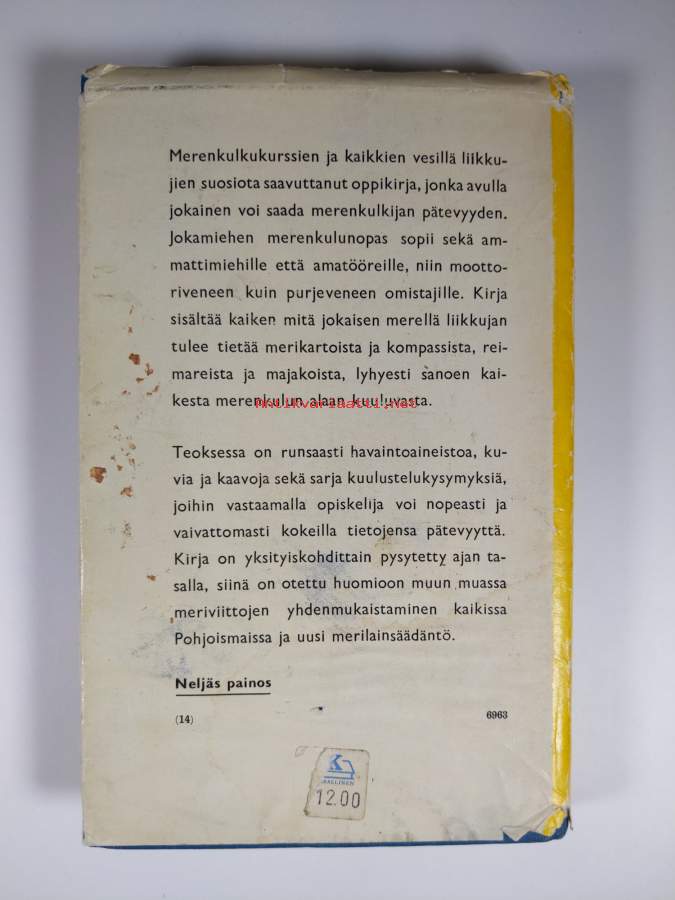 Merenkulkukurssien ja kaikkien vesillä liikku-
jien suosiota saavuttanut oppikirja, jonka avulla
jokainen voi saada merenkulkijan pätevyyden.
Jokamiehen merenkulunopas sopii sekä am-
mattimiehille että amatööreille, niin mootto-
riveneen kuin purjeveneen omistajille. Kirja
sisältää kaiken mitä jokaisen merellä liikkujan
tulee tietää merikartoista ja kompassista, rei-
mareista ja majakoista, lyhyesti sanoen kai-
kesta merenkulun alaan kuuluvasta.
Antikvariaatti.net
Teoksessa on runsaasti havaintoaineistoa, ku-
via ja kaavoja sekä sarja kuulustelukysymyksiä,
joihin vastaamalla opiskelija voi nopeasti ja
vaivattomasti kokeilla tietojensa pätevyyttä.
Kirja on yksityiskohdittain pysytetty ajan ta-
salla, siinä on otettu huomioon muun muassa
meriviittojen yhdenmukaistaminen kaikissa
Pohjoismaissa ja uusi merilainsäädäntö.
Neljäs painos
(14) 6963
K
12.00